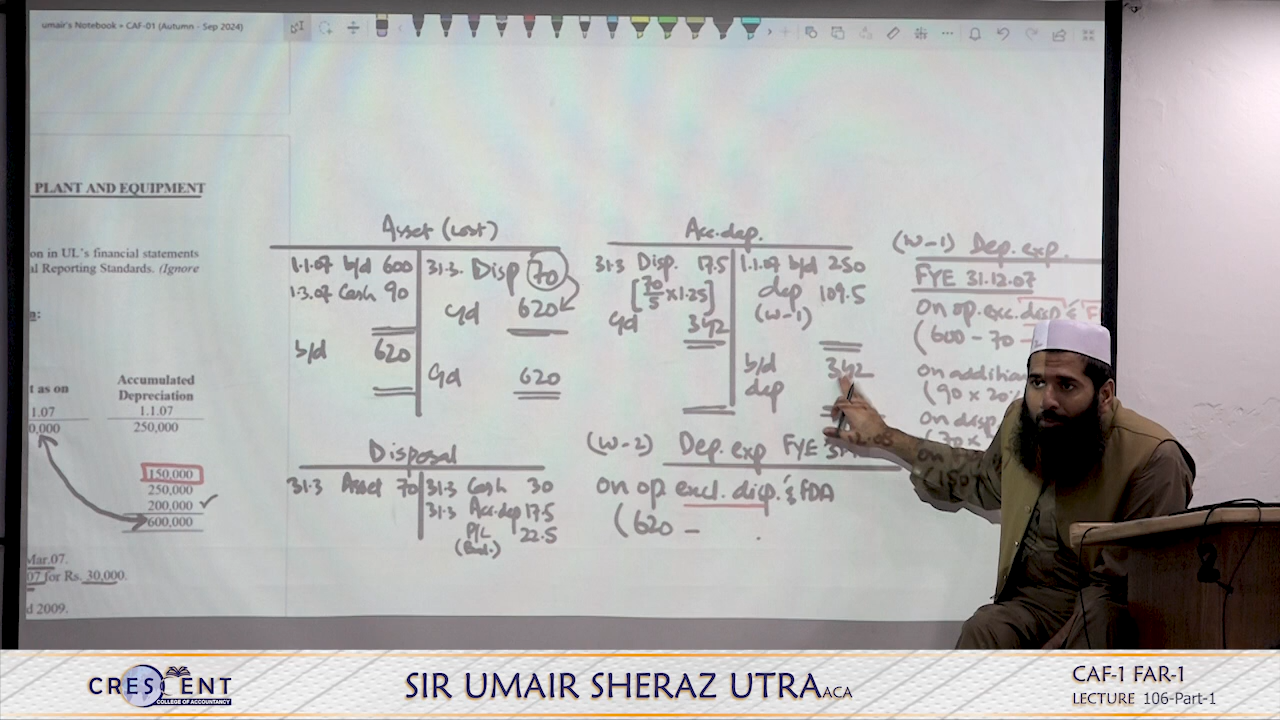 umair's Notebook » CAF-01 (Autumn - Sep 2024)
PLANT AND EQUIPMENT
on in UL's financial statements
al Reporting Standards. (Ignore
t as on
Accumulated
Depreciation
1.1.07
1.1.07
0,000
250,000
150,000
250,000
200,000 ✓
600,000
Mar.07.
07 for Rs. 30,000.
d 2009.
Asset (Cost)
1.1.07 b/d 600
31.3. Disp 70
1.3.07 Cash 90
c/d 620
620
b/d
c/d 620
Acc.dep.
31.3 Disp. 17.5
1.1.07 b/d 250
[70/5 x 1.25]
dep 109.5
(W-1)
c/d 342
b/d 342
dep
(W-1) Dep. exp.
FYE 31.12.07
on op. exc. disp &
(600 - 70 -
on addition
(90 x 20%
on disp
(70 x
(150
Disposal
31.3 Asset 70
31.3 Cash 30
31.3 Acc.dep 17.5
P/L 22.5
(W-2) Dep. exp FYE 31.12.08
on op excl. disp. & FDA
(620 -
CRESCENT
COLLEGE OF ACCOUNTANCY
SIR UMAIR SHERAZ UTRA ACA
CAF-1 FAR-1
LECTURE 106-Part-1